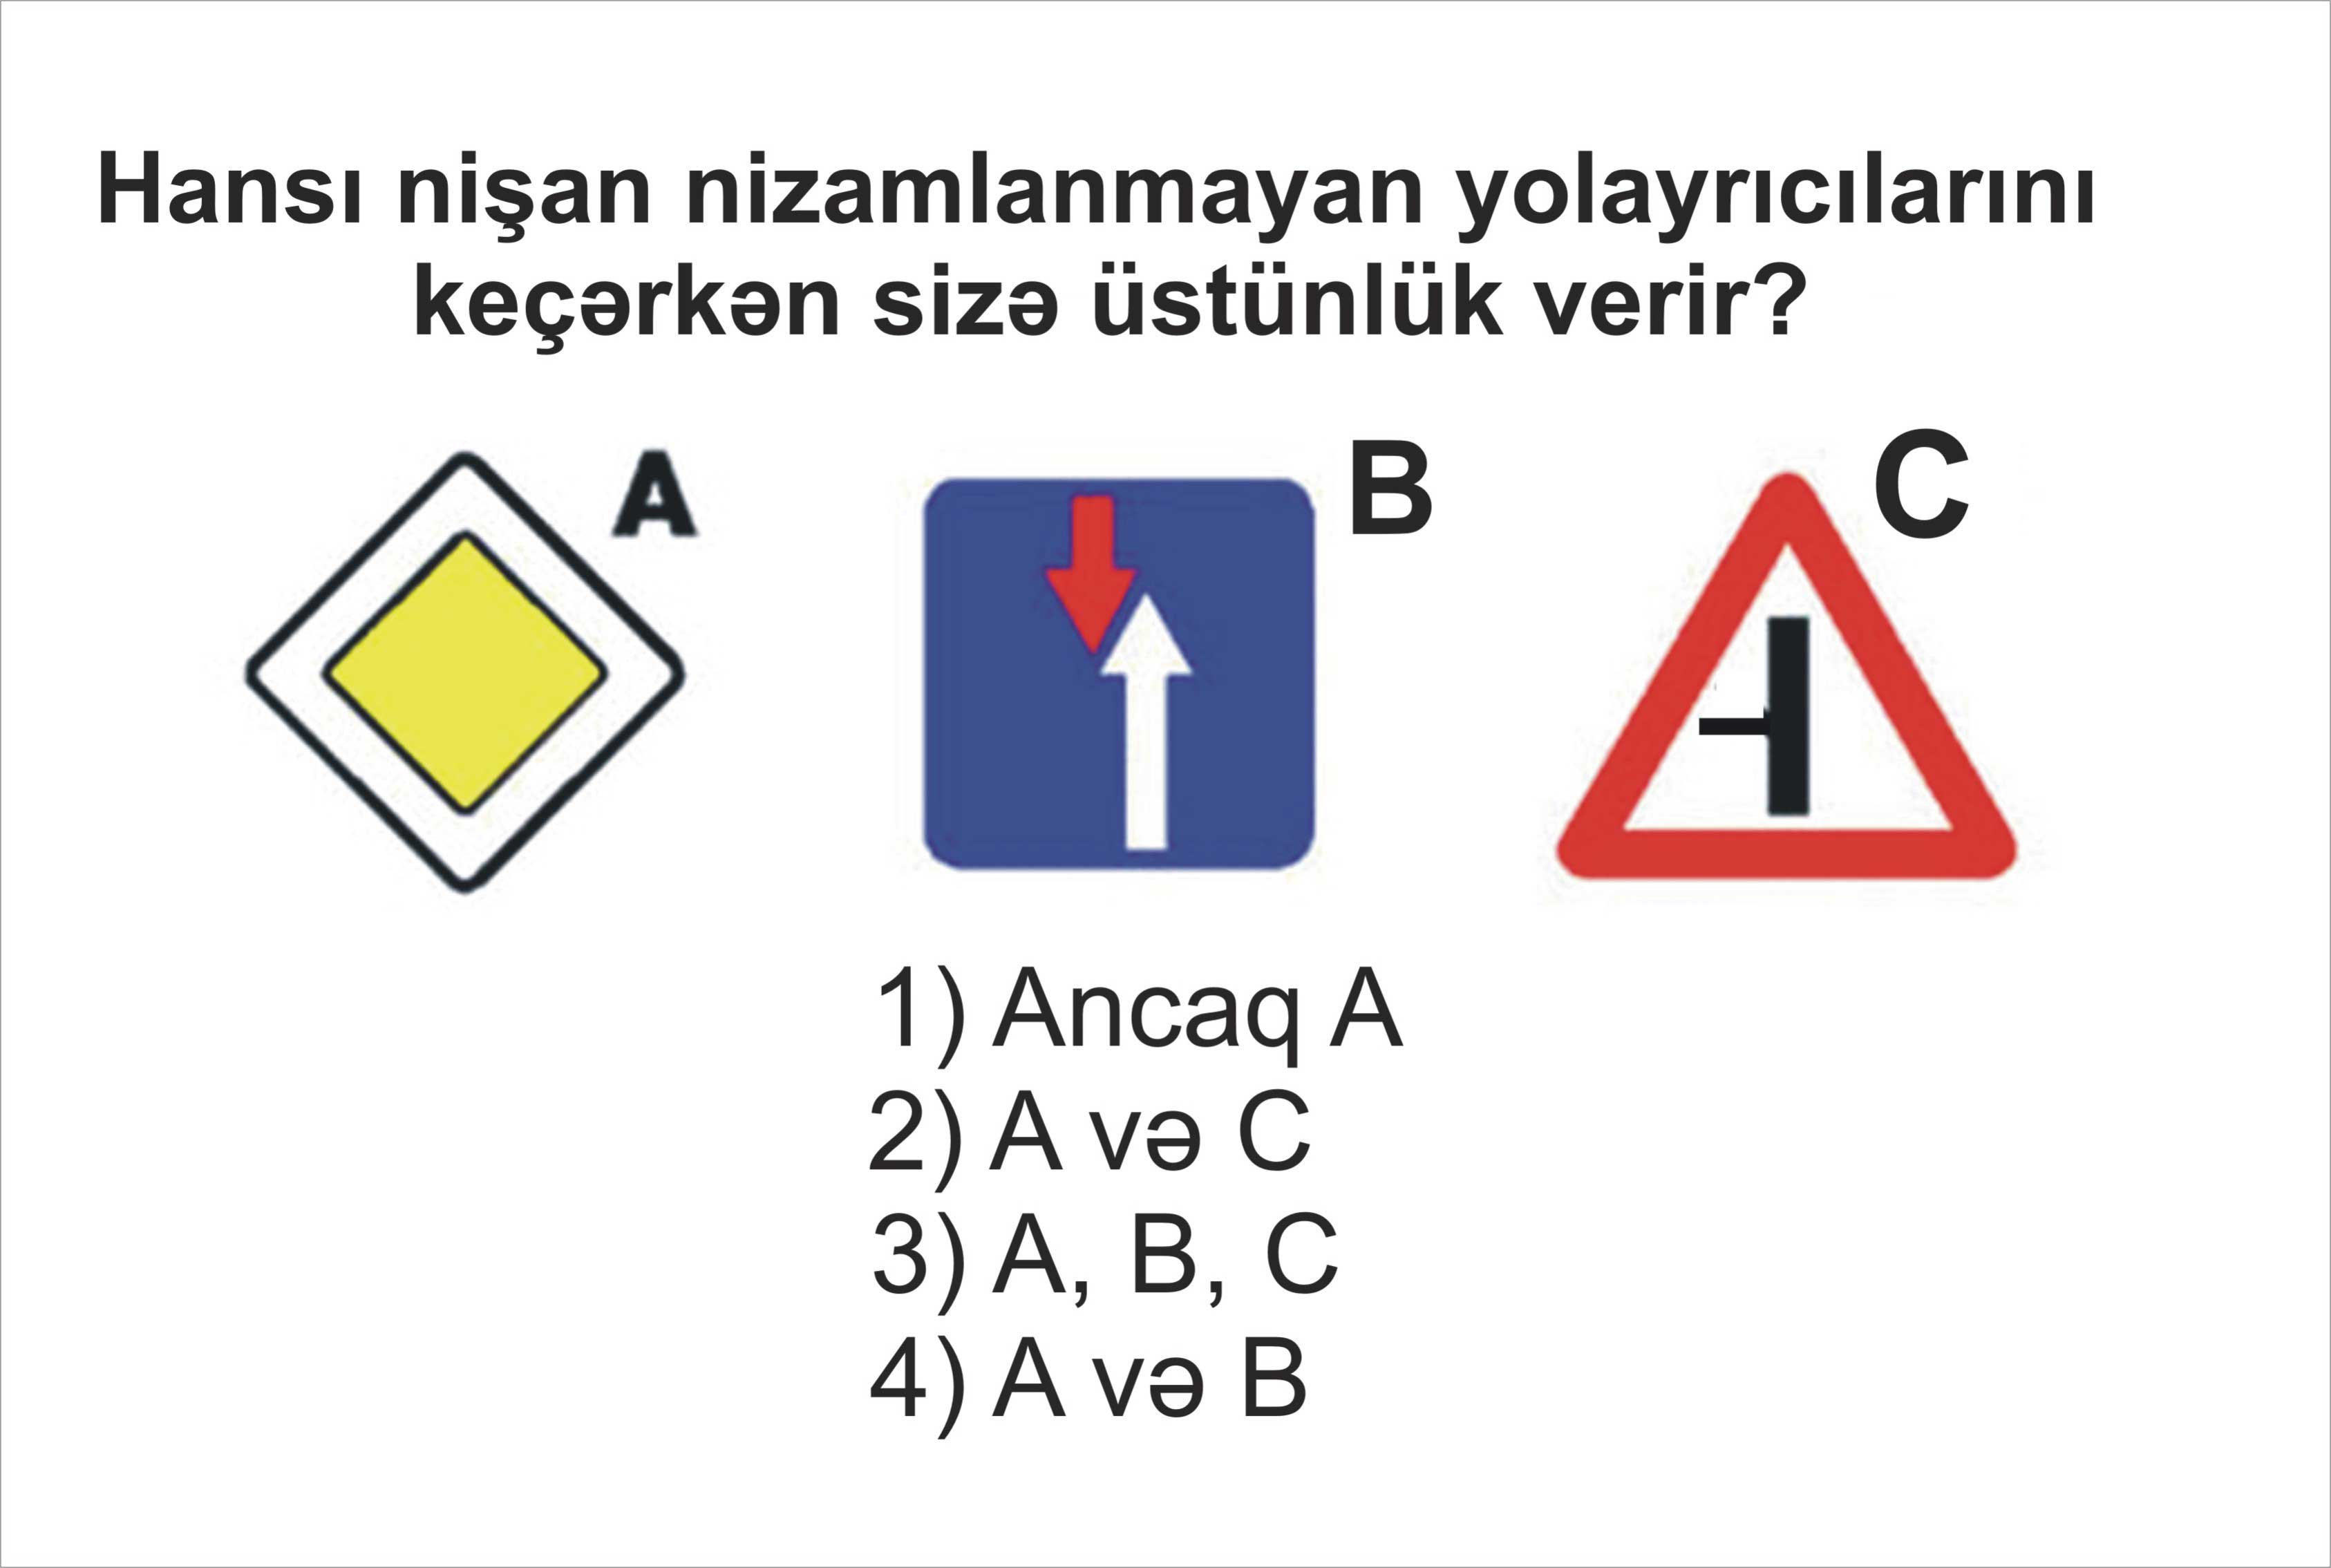 Hansı nişan nizamlanmayan yolayrıcılarını
keçərkən sizə üstünlük verir?
A
B
C
1) Ancaq A
2) A və C
3) A, B, C
4) A və B